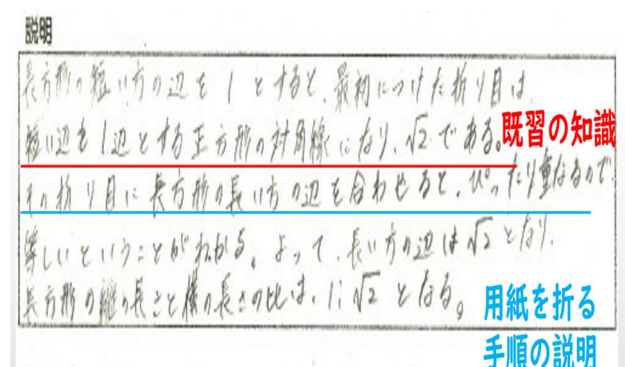 説明
長方形の短い方の辺を1とすると、最初につけた折り目は、
短い辺を1辺とする正方形の対角線になり、√2である。
既習の知識
その折り目に長方形の長い方の辺を合わせると、ぴったり重なるので
等しいということがわかる。よって、長い方の辺は√2となり、
長方形の縦の長さと横の長さの比は、1:√2となる。
用紙を折る
手順の説明